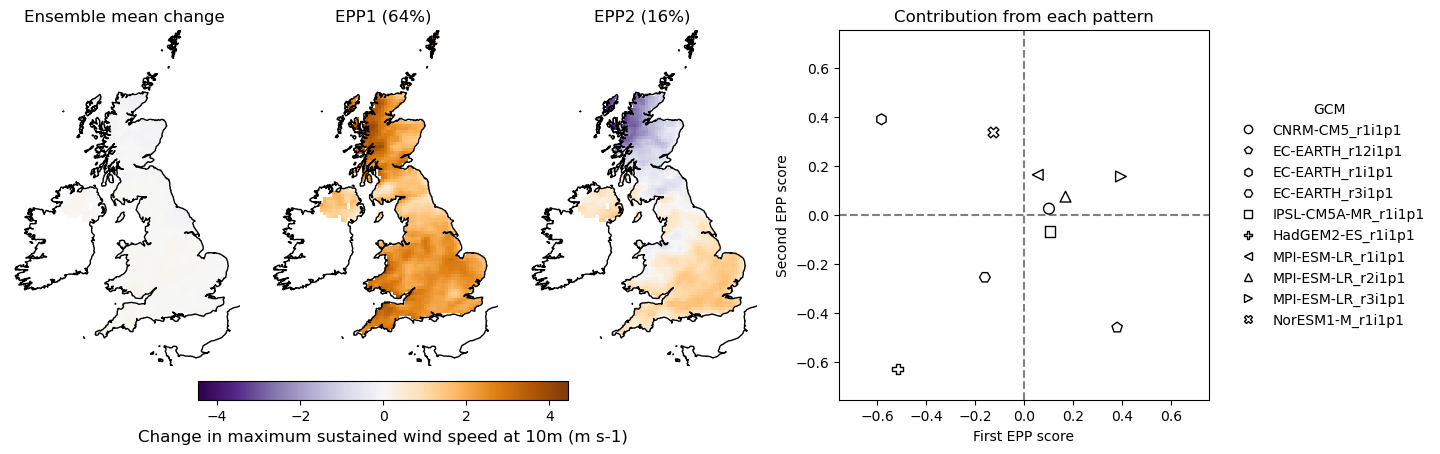 Ensemble mean change
EPP1 (64%)
EPP2 (16%)
−4 −2 0 2 4
Change in maximum sustained wind speed at 10m (m s-1)
Contribution from each pattern
Second EPP score
0.6
0.4
0.2
0.0
−0.2
−0.4
−0.6
−0.6 −0.4 −0.2 0.0 0.2 0.4 0.6
First EPP score
GCM
CNRM-CM5_r1i1p1
EC-EARTH_r12i1p1
EC-EARTH_r1i1p1
EC-EARTH_r3i1p1
IPSL-CM5A-MR_r1i1p1
HadGEM2-ES_r1i1p1
MPI-ESM-LR_r1i1p1
MPI-ESM-LR_r2i1p1
MPI-ESM-LR_r3i1p1
NorESM1-M_r1i1p1